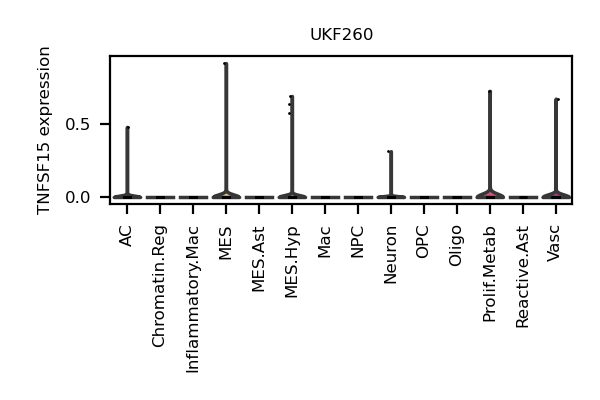 UKF260
TNFSF15 expression
0.5
0.0
AC
Chromatin.Reg
Inflammatory.Mac
MES
MES.Ast
MES.Hyp
Mac
NPC
Neuron
OPC
Oligo
Prolif.Metab
Reactive.Ast
Vasc